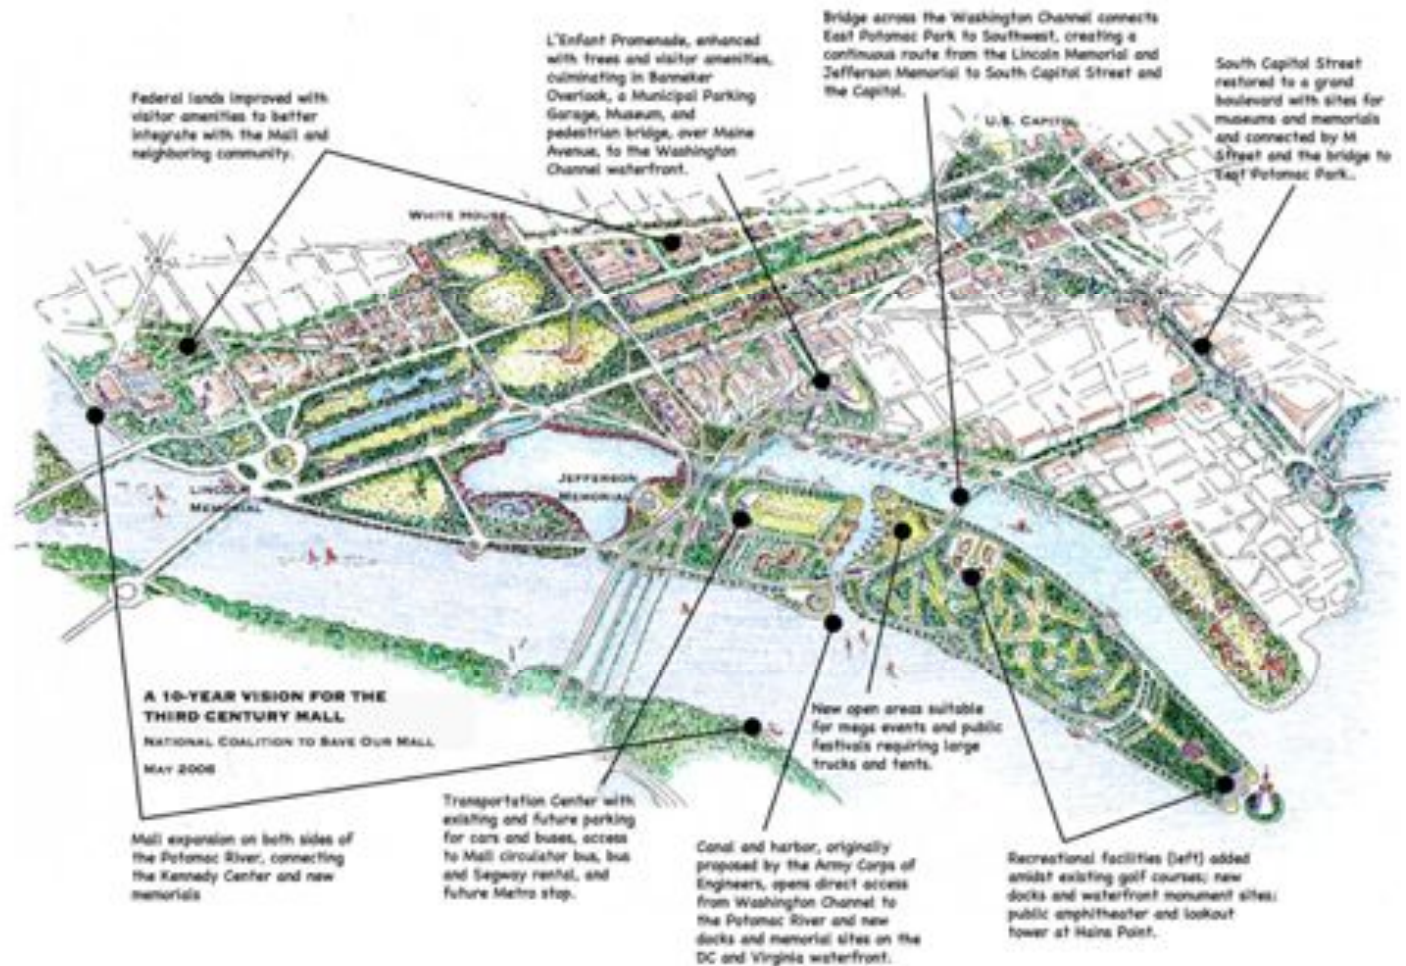 Federal lands improved with
visitor amenities to better
integrate with the Mall and
neighboring community.
L'Enfant Promenade, enhanced
with trees and visitor amenities,
culminating in Banneker
Overlook, a Municipal Parking
Garage, Museum, and
pedestrian bridge, over Maine
Avenue, to the Washington
Channel waterfront.
Bridge across the Washington Channel connects
East Potomac Park to Southwest, creating a
continuous route from the Lincoln Memorial and
Jefferson Memorial to South Capitol Street and
the Capitol.
South Capitol Street
restored to a grand
boulevard with sites for
museums and memorials
and connected by M
Street and the bridge to
East Potomac Park..
U.S. CAPITOL
WHITE HOUSE
JEFFERSON
MEMORIAL
LINCOLN
MEMORIAL
A 10-YEAR VISION FOR THE
THIRD CENTURY MALL
NATIONAL COALITION TO SAVE OUR MALL
MAY 2006
Mall expansion on both sides of
the Potomac River, connecting
the Kennedy Center and new
memorials
Transportation Center with
existing and future parking
for cars and buses, access
to Mall circulator bus, bus
and Segway rental, and
future Metro stop.
Canal and harbor, originally
proposed by the Army Corps of
Engineers, opens direct access
from Washington Channel to
the Potomac River and new
docks and memorial sites on the
DC and Virginia waterfront.
New open areas suitable
for mega events and public
festivals requiring large
trucks and tents.
Recreational facilities (left) added
amidst existing golf courses; new
docks and waterfront monument sites;
public amphitheater and lookout
tower at Hains Point.